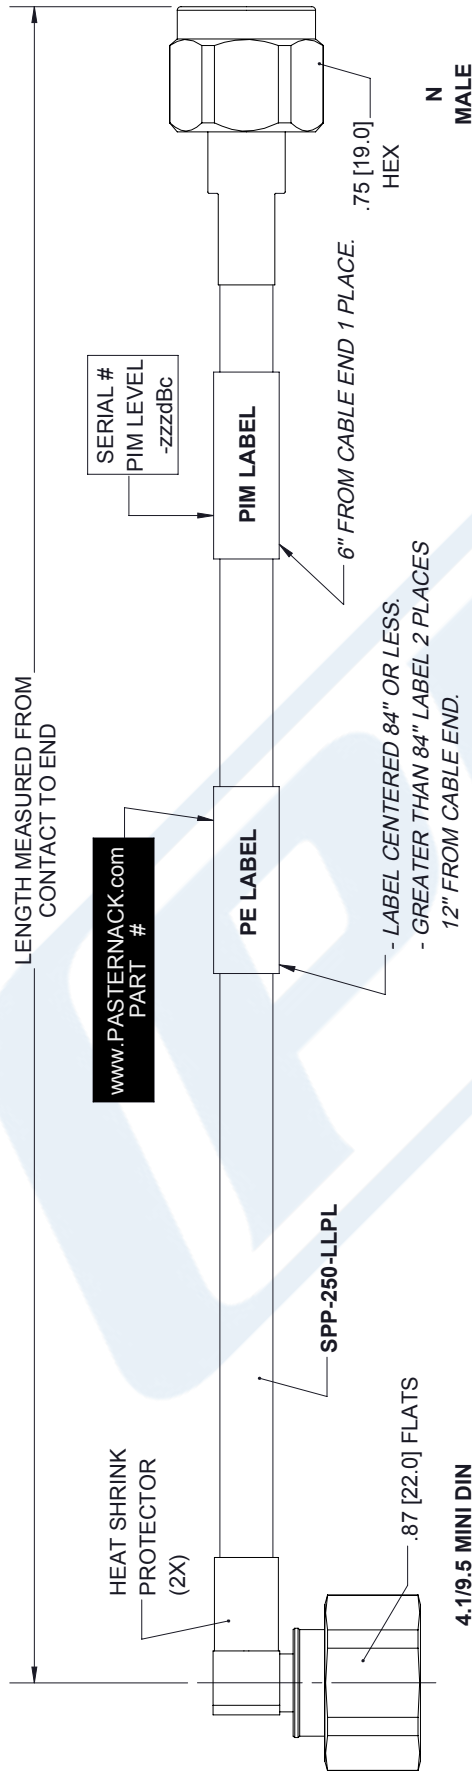 LENGTH MEASURED FROM
CONTACT TO END
SERIAL #
PIM LEVEL
-zzzdBc
www.PASTERNACK.com
PART #
HEAT SHRINK
PROTECTOR
(2X)
PE LABEL
PIM LABEL
.75 [19.0]
HEX
N
MALE
6" FROM CABLE END 1 PLACE.
- LABEL CENTERED 84" OR LESS.
- GREATER THAN 84" LABEL 2 PLACES
12" FROM CABLE END.
SPP-250-LLPL
.87 [22.0] FLATS
4.1/9.5 MINI DIN